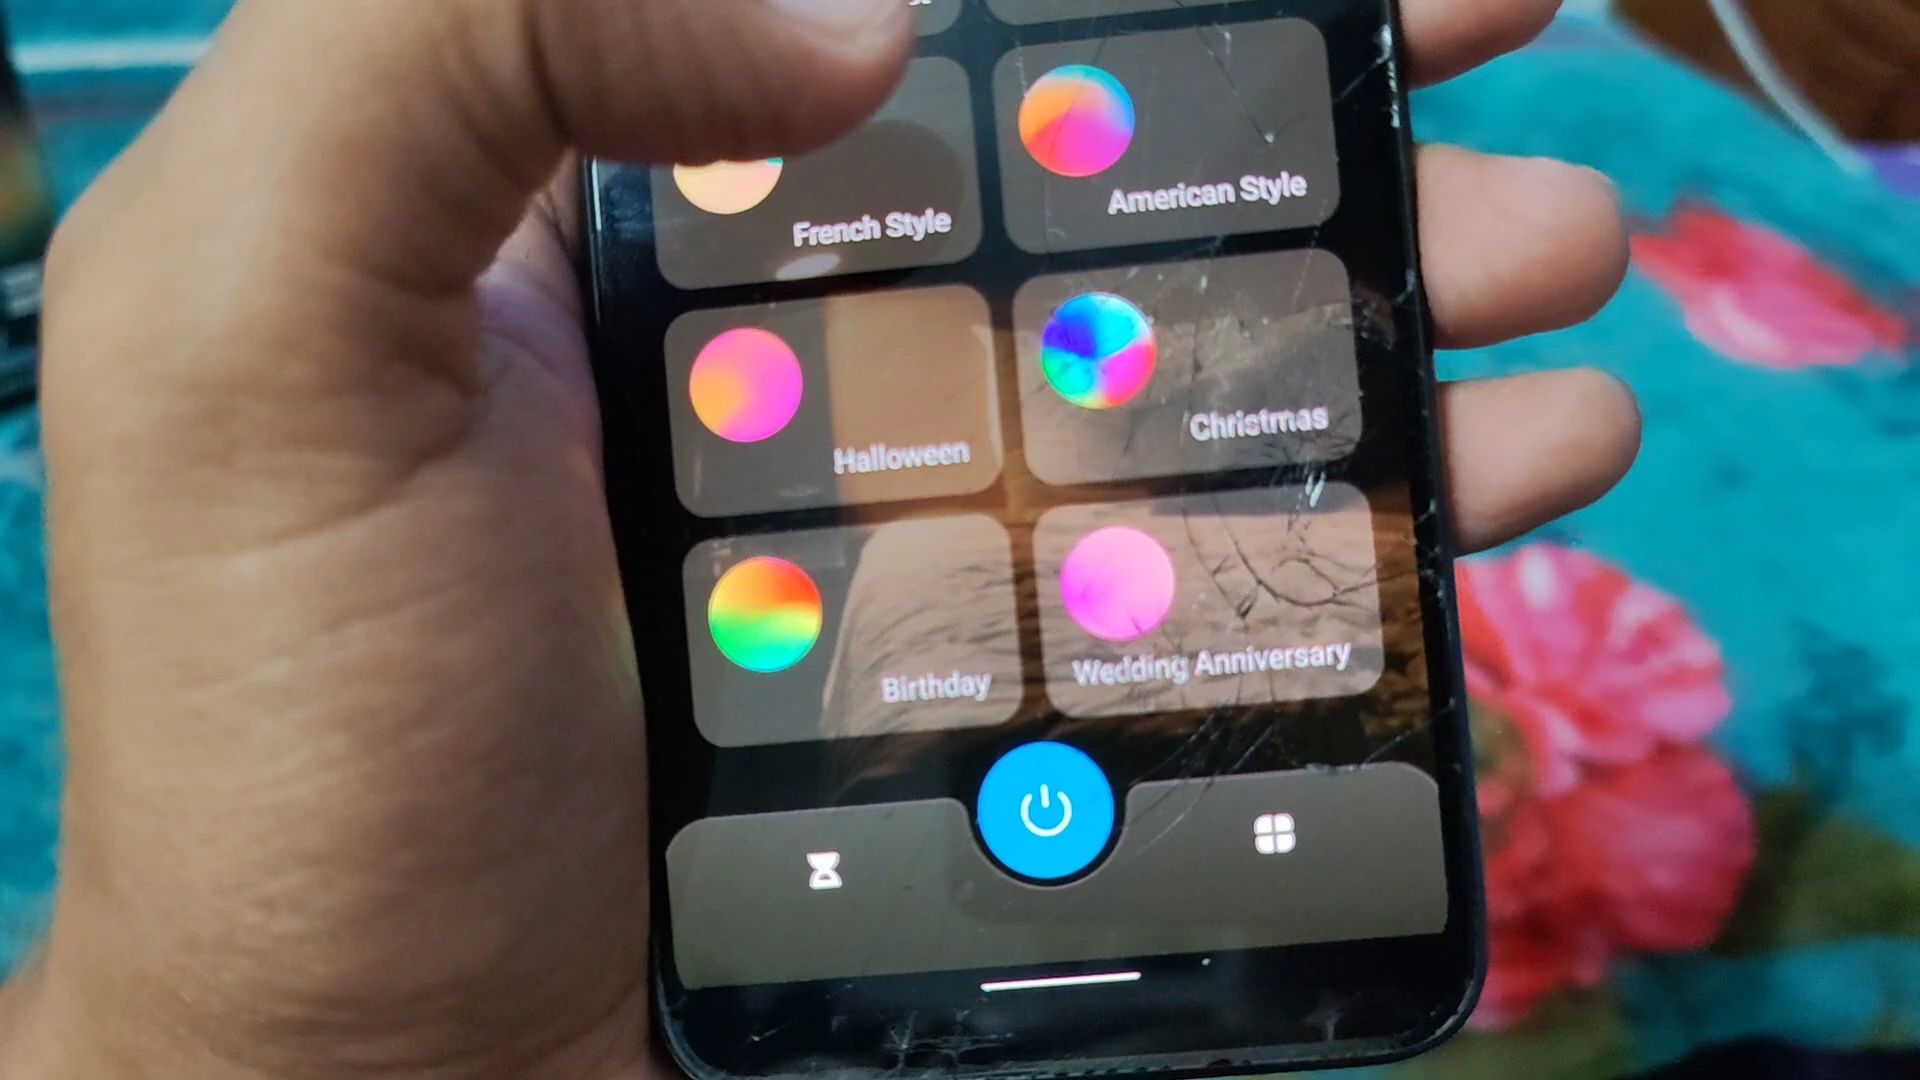 French Style
American Style
Halloween
Christmas
Birthday
Wedding Anniversary